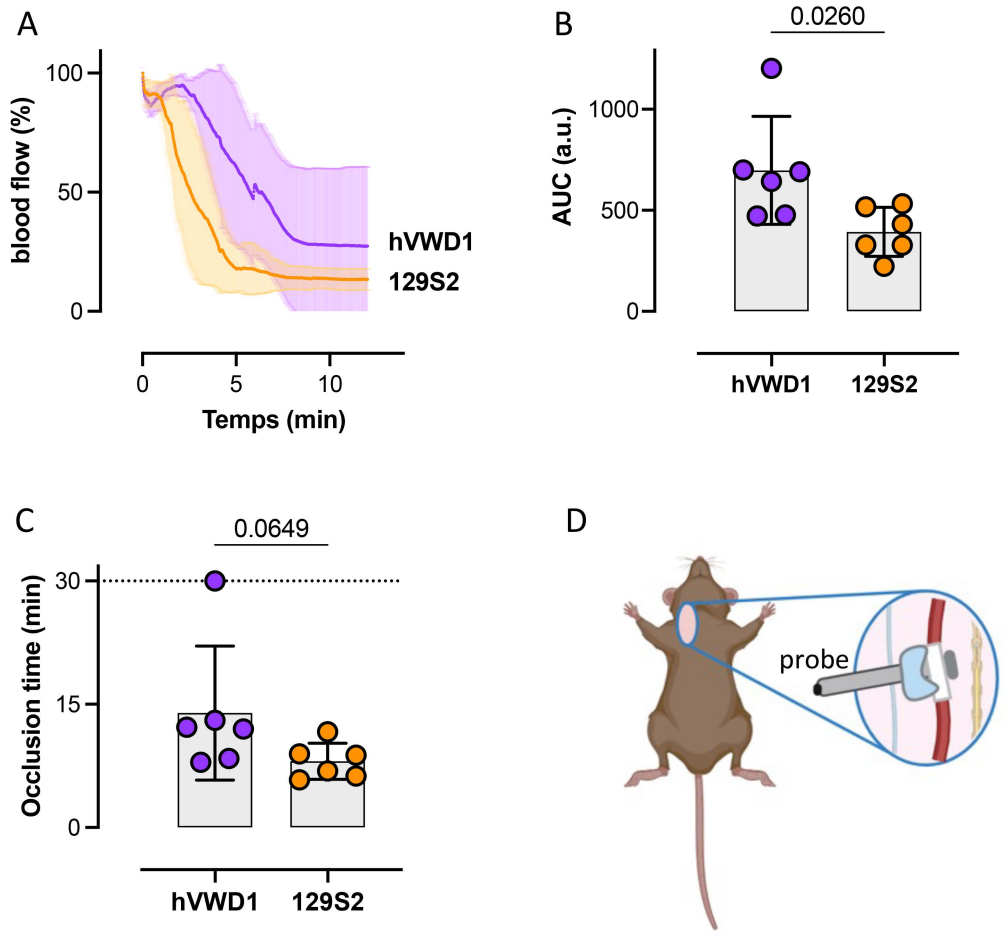 A
blood flow (%)
100
50
0
hVWD1
129S2
0 5 10
Temps (min)
B
0.0260
AUC (a.u.)
1000
500
0
hVWD1 129S2
C
0.0649
Occlusion time (min)
30
15
0
hVWD1 129S2
D
probe